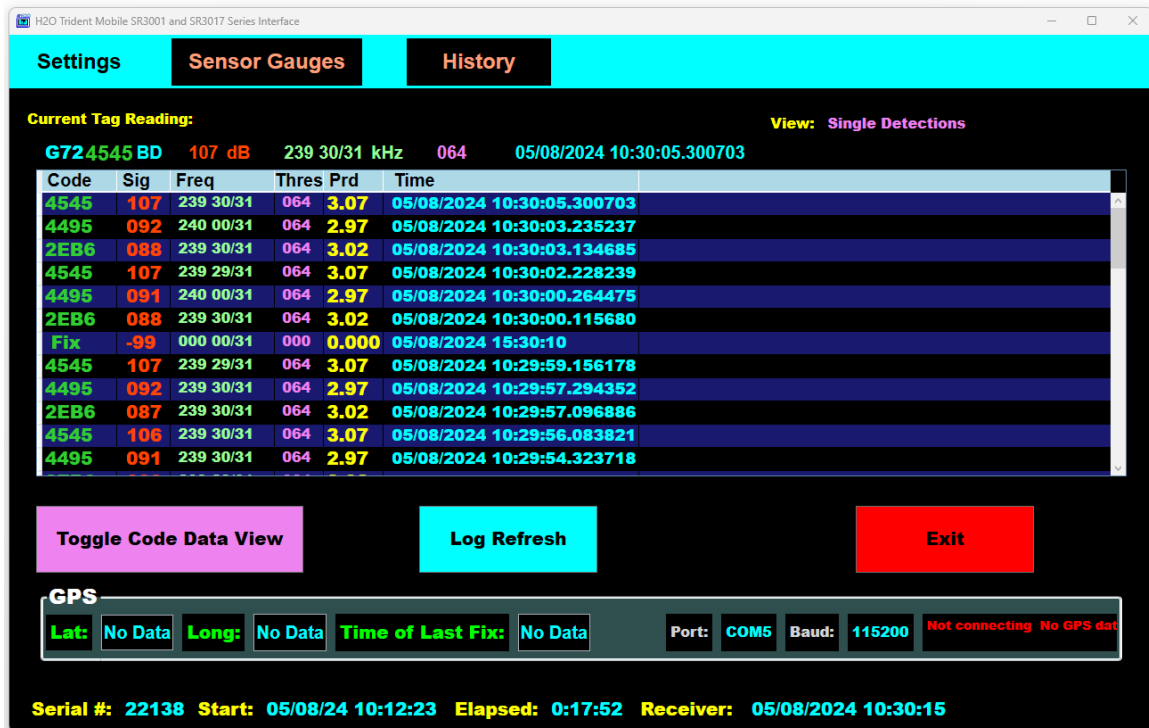 H2O Trident Mobile SR3001 and SR3017 Series Interface
Settings Sensor Gauges History
Current Tag Reading: View: Single Detections
G724545BD 107 dB 239 30/31 kHz 064 05/08/2024 10:30:05.300703
Code Sig Freq Thres Prd Time
4545 107 239 30/31 064 3.07 05/08/2024 10:30:05.300703
4495 092 240 00/31 064 2.97 05/08/2024 10:30:03.235237
2EB6 088 239 30/31 064 3.02 05/08/2024 10:30:03.134685
4545 107 239 29/31 064 3.07 05/08/2024 10:30:02.228239
4495 091 240 00/31 064 2.97 05/08/2024 10:30:00.264475
2EB6 088 239 30/31 064 3.02 05/08/2024 10:30:00.115680
Fix -99 000 00/31 000 0.000 05/08/2024 15:30:10
4545 107 239 29/31 064 3.07 05/08/2024 10:29:59.156178
4495 092 239 30/31 064 2.97 05/08/2024 10:29:57.294352
2EB6 087 239 30/31 064 3.02 05/08/2024 10:29:57.096886
4545 106 239 30/31 064 3.07 05/08/2024 10:29:56.083821
4495 091 239 30/31 064 2.97 05/08/2024 10:29:54.323718
Toggle Code Data View Log Refresh Exit
GPS
Lat: No Data Long: No Data Time of Last Fix: No Data Port: COM5 Baud: 115200 Not connecting No GPS dat
Serial #: 22138 Start: 05/08/24 10:12:23 Elapsed: 0:17:52 Receiver: 05/08/2024 10:30:15